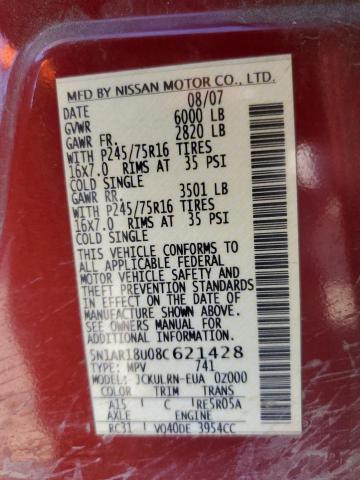 MFD BY NISSAN MOTOR CO., LTD.
DATE 08/07
GVWR 6000 LB
GAWR FR. 2820 LB
WITH P245/75R16 TIRES
16x7.0 RIMS AT 35 PSI
COLD SINGLE
GAWR RR. 3501 LB
WITH P245/75R16 TIRES
16x7.0 RIMS AT 35 PSI
COLD SINGLE
THIS VEHICLE CONFORMS TO
ALL APPLICABLE FEDERAL
MOTOR VEHICLE SAFETY AND
THEFT PREVENTION STANDARDS
IN EFFECT ON THE DATE OF
MANUFACTURE SHOWN ABOVE.
SEE OWNERS MANUAL FOR
ADDITIONAL INFORMATION
5N1AR18U08C621428
TYPE: MPV 741
MODEL: JCKULRN-EUA 0Z000
COLOR TRIM TRANS
A15 C RE5R05A
AXLE ENGINE
RC31 VQ40DE 3954CC